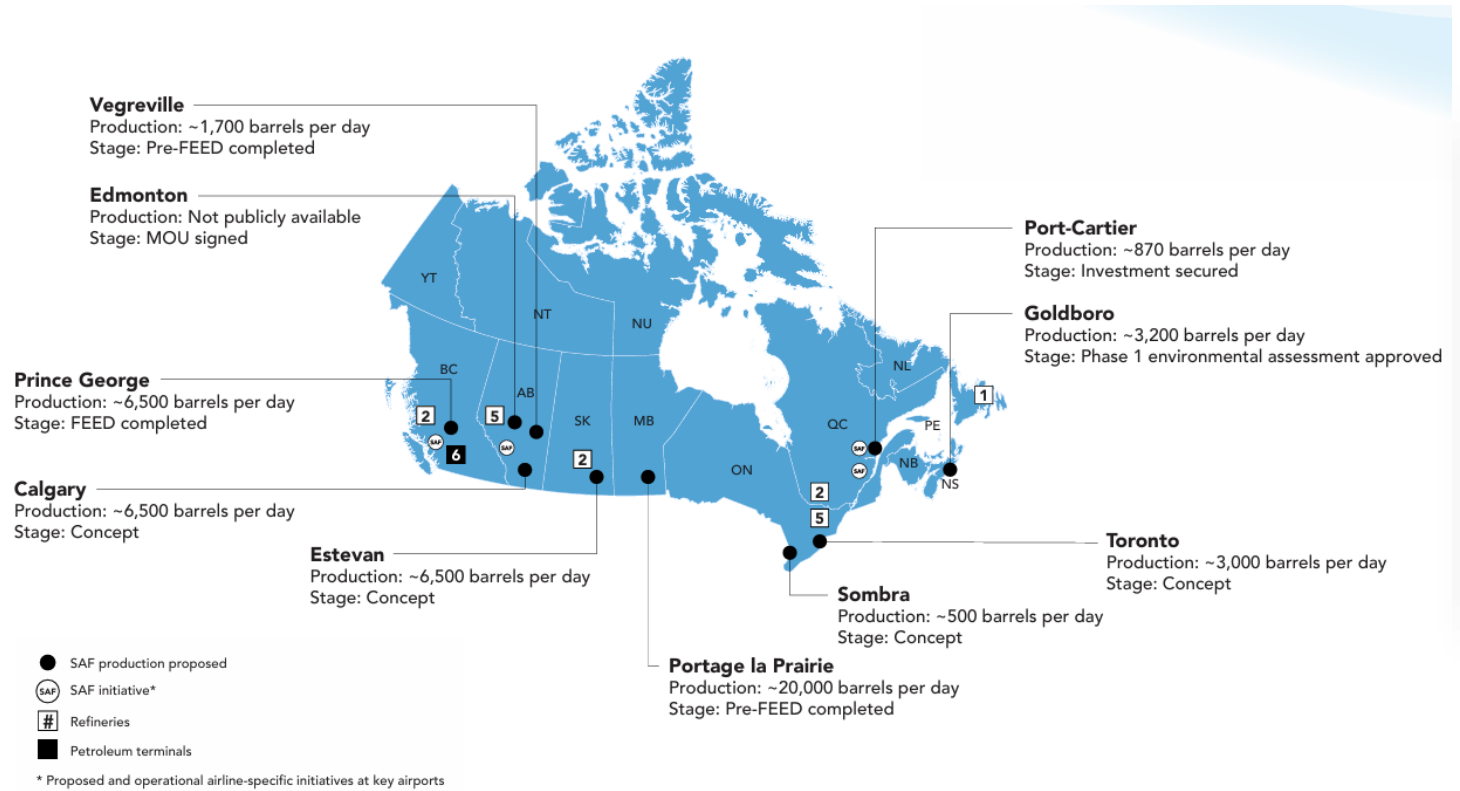 Vegreville
Production: ~1,700 barrels per day
Stage: Pre-FEED completed
Edmonton
Production: Not publicly available
Stage: MOU signed
Port-Cartier
Production: ~870 barrels per day
Stage: Investment secured
Goldboro
Production: ~3,200 barrels per day
Stage: Phase 1 environmental assessment approved
Prince George
Production: ~6,500 barrels per day
Stage: FEED completed
Calgary
Production: ~6,500 barrels per day
Stage: Concept
Estevan
Production: ~6,500 barrels per day
Stage: Concept
Toronto
Production: ~3,000 barrels per day
Stage: Concept
Sombra
Production: ~500 barrels per day
Stage: Concept
Portage la Prairie
Production: ~20,000 barrels per day
Stage: Pre-FEED completed
YT
NT
NU
BC
AB
SK
MB
ON
QC
NL
PE
NB
NS
2
SAF
6
5
SAF
2
SAF
SAF
2
5
1
SAF production proposed
SAF SAF initiative*
# Refineries
Petroleum terminals
* Proposed and operational airline-specific initiatives at key airports